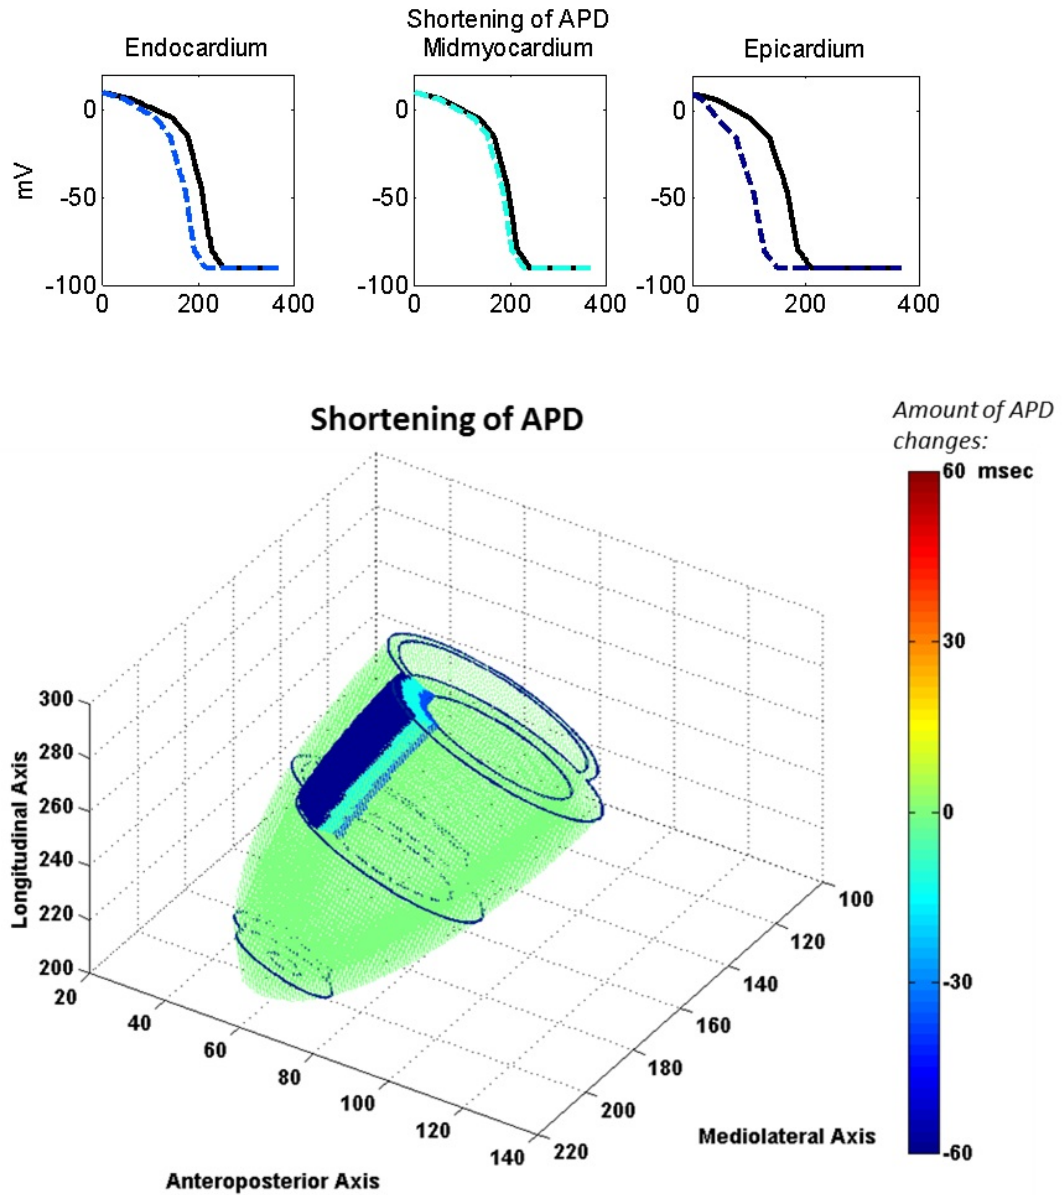 Shortening of APD
Endocardium
Midmyocardium
Epicardium
mV
0
-50
-100
0 200 400
0
-50
-100
0 200 400
0
-50
-100
0 200 400
Shortening of APD
Amount of APD
changes:
60 msec
30
0
-30
-60
Longitudinal Axis
300
280
260
240
220
200
20
40
60
80
100
120
140
Anteroposterior Axis
100
120
140
160
180
200
220
Mediolateral Axis